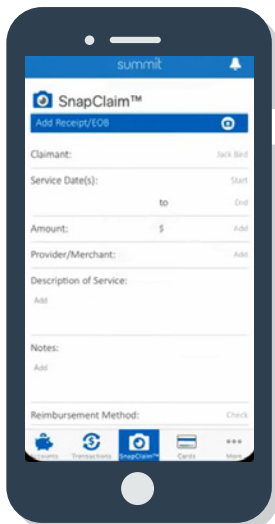 summit
SnapClaim™
Add Receipt/EOB
Claimant: Jack Bird
Service Date(s): Start
to End
Amount: $ Add
Provider/Merchant: Add
Description of Service:
Add
Notes:
Add
Reimbursement Method: Check
Accounts Transactions SnapClaim™ Cards More